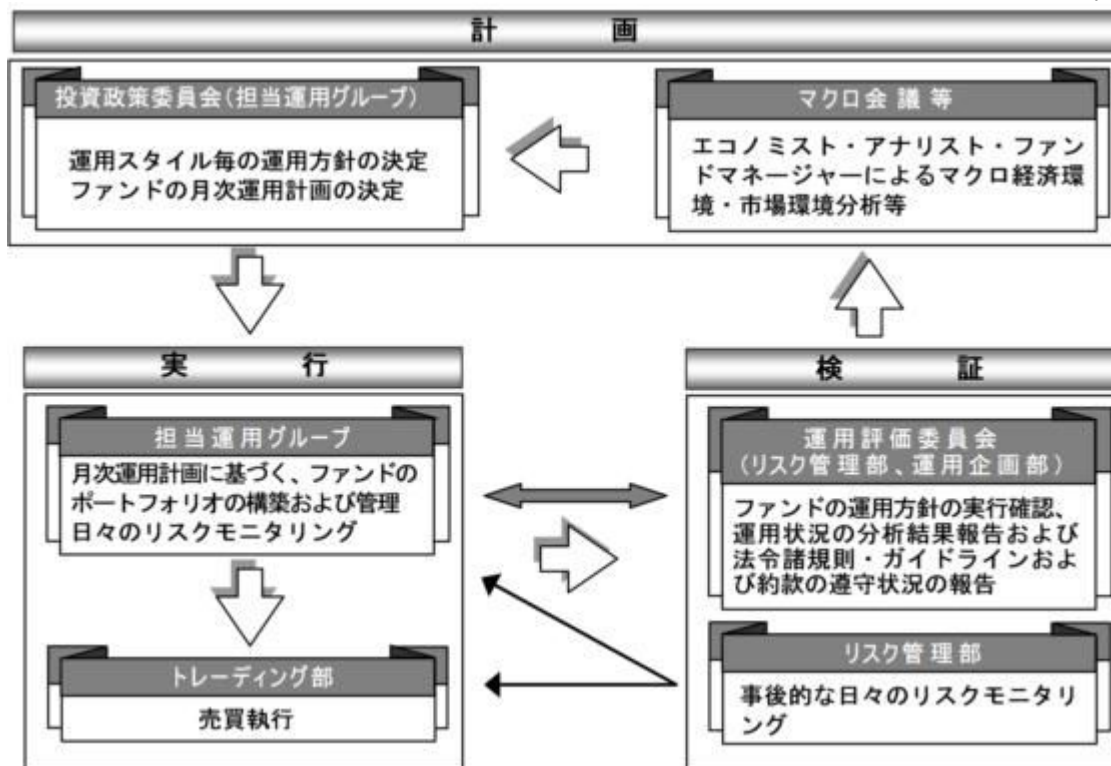 計 画
投資政策委員会(担当運用グループ)
運用スタイル毎の運用方針の決定
ファンドの月次運用計画の決定
マクロ会議等
エコノミスト・アナリスト・ファン
ドマネージャーによるマクロ経済環
境・市場環境分析等
実 行
担当運用グループ
月次運用計画に基づく、ファンドの
ポートフォリオの構築および管理
日々のリスクモニタリング
トレーディング部
売買執行
検 証
運用評価委員会
(リスク管理部、運用企画部)
ファンドの運用方針の実行確認、
運用状況の分析結果報告および
法令諸規則・ガイドラインおよ
び約款の遵守状況の報告
リスク管理部
事後的な日々のリスクモニタリ
ング